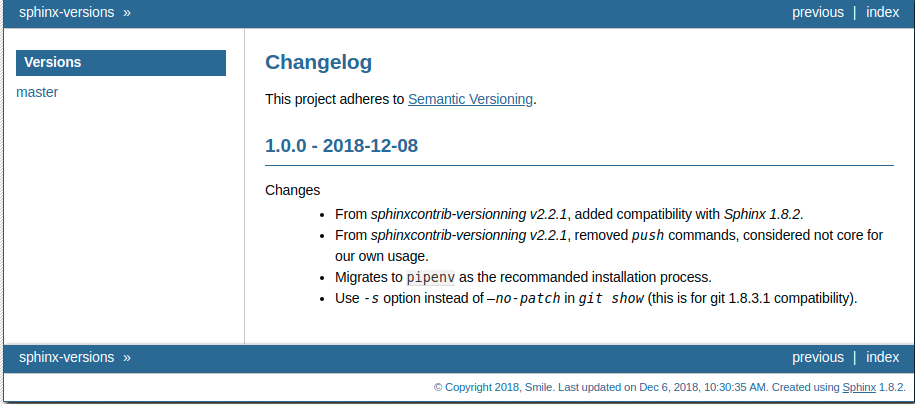 sphinx-versions » previous | index
Versions
master
Changelog
This project adheres to Semantic Versioning.
1.0.0 - 2018-12-08
Changes
• From sphinxcontrib-versionning v2.2.1, added compatibility with Sphinx 1.8.2.
• From sphinxcontrib-versionning v2.2.1, removed push commands, considered not core for
our own usage.
• Migrates to pipenv as the recommanded installation process.
• Use -s option instead of –no-patch in git show (this is for git 1.8.3.1 compatibility).
sphinx-versions » previous | index
© Copyright 2018, Smile. Last updated on Dec 6, 2018, 10:30:35 AM. Created using Sphinx 1.8.2.